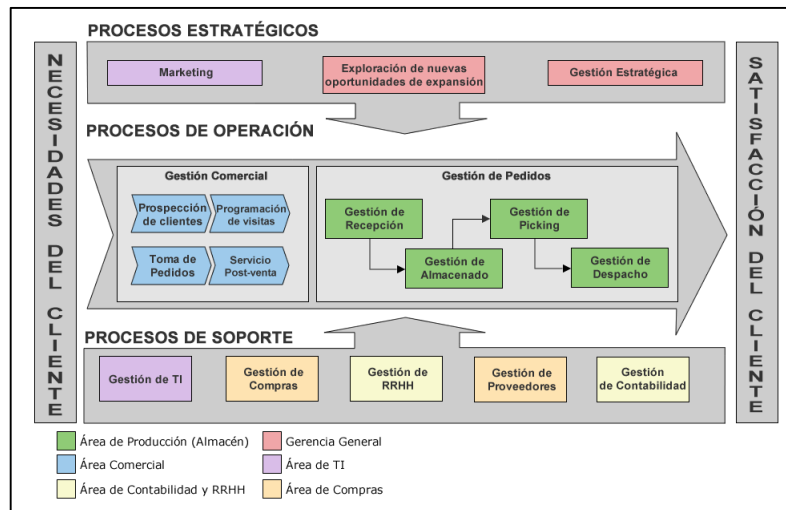 PROCESOS ESTRATÉGICOS
NECESIDADES DEL CLIENTE
SATISFACCIÓN DEL CLIENTE
Marketing
Exploración de nuevas
oportunidades de expansión
Gestión Estratégica
PROCESOS DE OPERACIÓN
Gestión Comercial
Prospección
de clientes
Programación
de visitas
Toma de
Pedidos
Servicio
Post-venta
Gestión de Pedidos
Gestión de
Recepción
Gestión de
Almacenado
Gestión de
Picking
Gestión de
Despacho
PROCESOS DE SOPORTE
Gestión de TI
Gestión de
Compras
Gestión de
RRHH
Gestión de
Proveedores
Gestión
de Contabilidad
Área de Producción (Almacén)
Gerencia General
Área Comercial
Área de TI
Área de Contabilidad y RRHH
Área de Compras